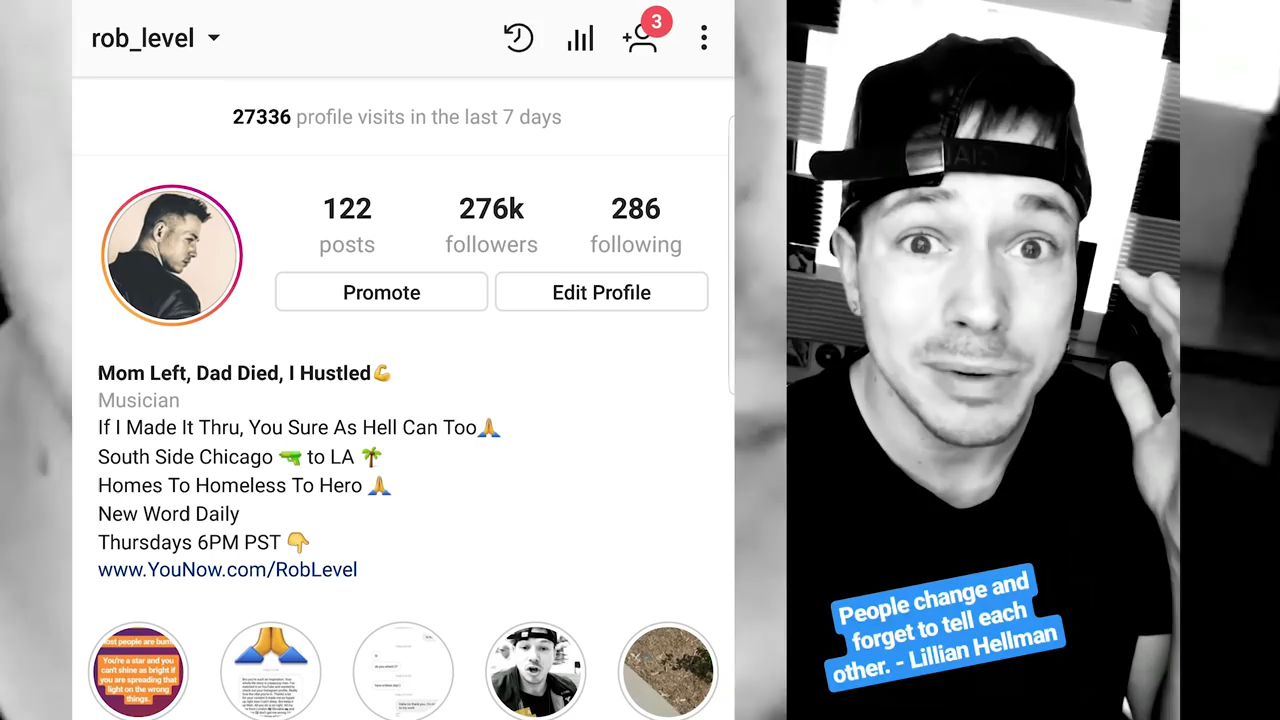 rob_level
3
27336 profile visits in the last 7 days
122
276k
286
posts
followers
following
Promote
Edit Profile
Mom Left, Dad Died, I Hustled💪
Musician
If I Made It Thru, You Sure As Hell Can Too🙏
South Side Chicago 🔫 to LA 🌴
Homes To Homeless To Hero 🙏
New Word Daily
Thursdays 6PM PST 👇
www.YouNow.com/RobLevel
most people are
You're a star and you
can't shine as bright if
you are spreading that
light on the wrong
things.
People change and
forget to tell each
other. - Lillian Hellman